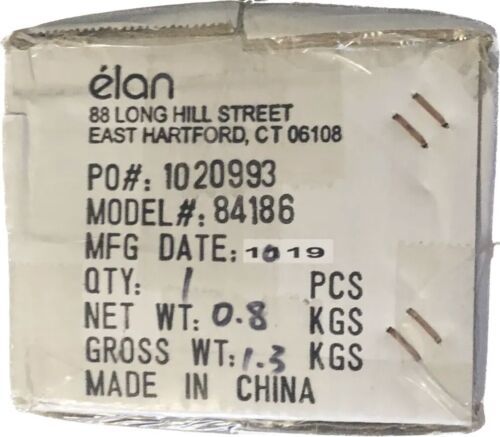 élan
88 LONG HILL STREET
EAST HARTFORD, CT 06108
PO#: 1020993
MODEL#: 84186
MFG DATE: 1019
QTY: 1 PCS
NET WT: 0.8 KGS
GROSS WT: 1.3 KGS
MADE IN CHINA